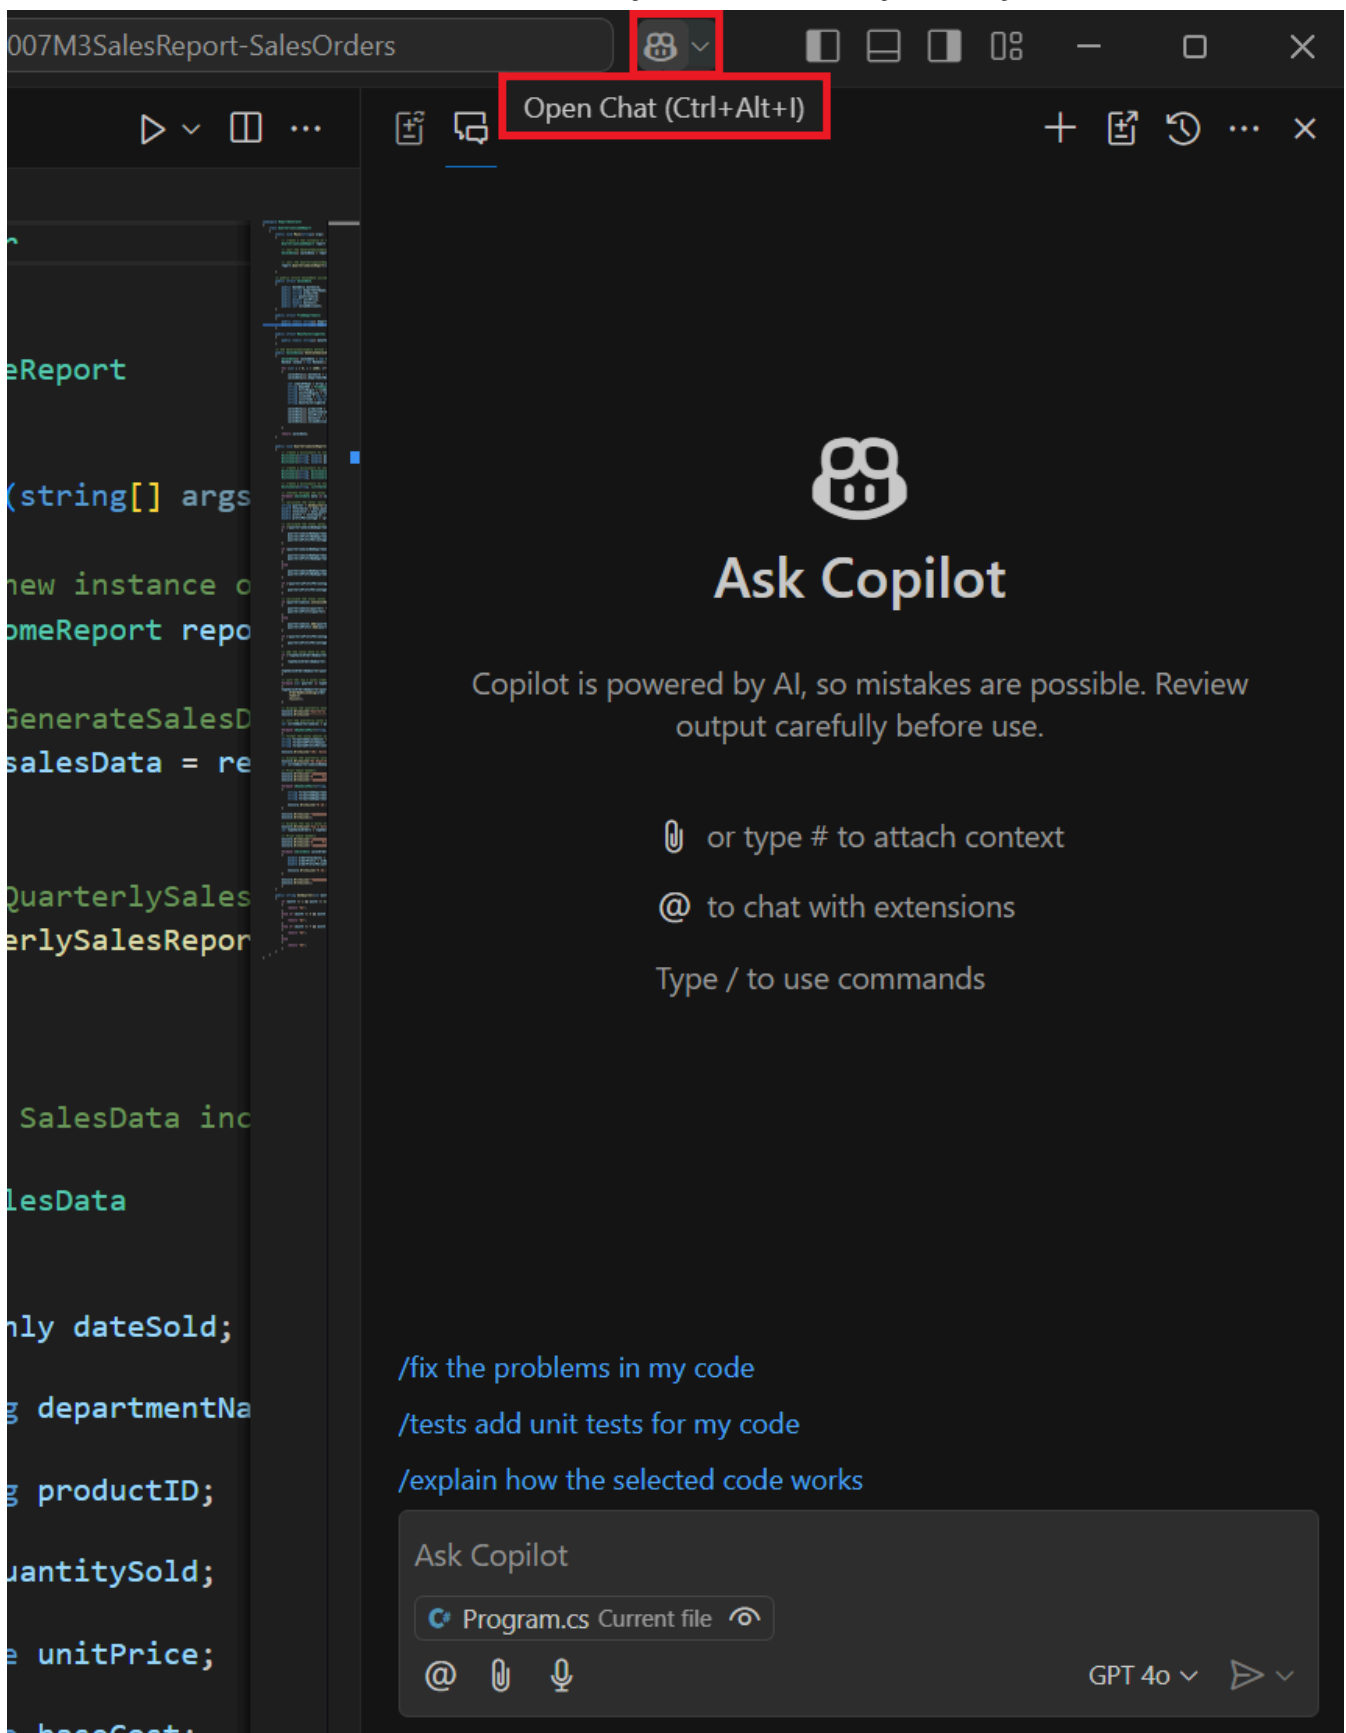 007M3SalesReport-SalesOrders
Open Chat (Ctrl+Alt+I)
eReport
(string[] args
new instance o
omeReport repo
GenerateSalesD
salesData = re
QuarterlySales
erlySalesRepor
SalesData inc
lesData
nly dateSold;
g departmentNa
g productID;
uantitySold;
e unitPrice;
baseCost;
Ask Copilot
Copilot is powered by AI, so mistakes are possible. Review
output carefully before use.
or type # to attach context
@ to chat with extensions
Type / to use commands
/fix the problems in my code
/tests add unit tests for my code
/explain how the selected code works
Ask Copilot
C# Program.cs Current file
@
GPT 4o